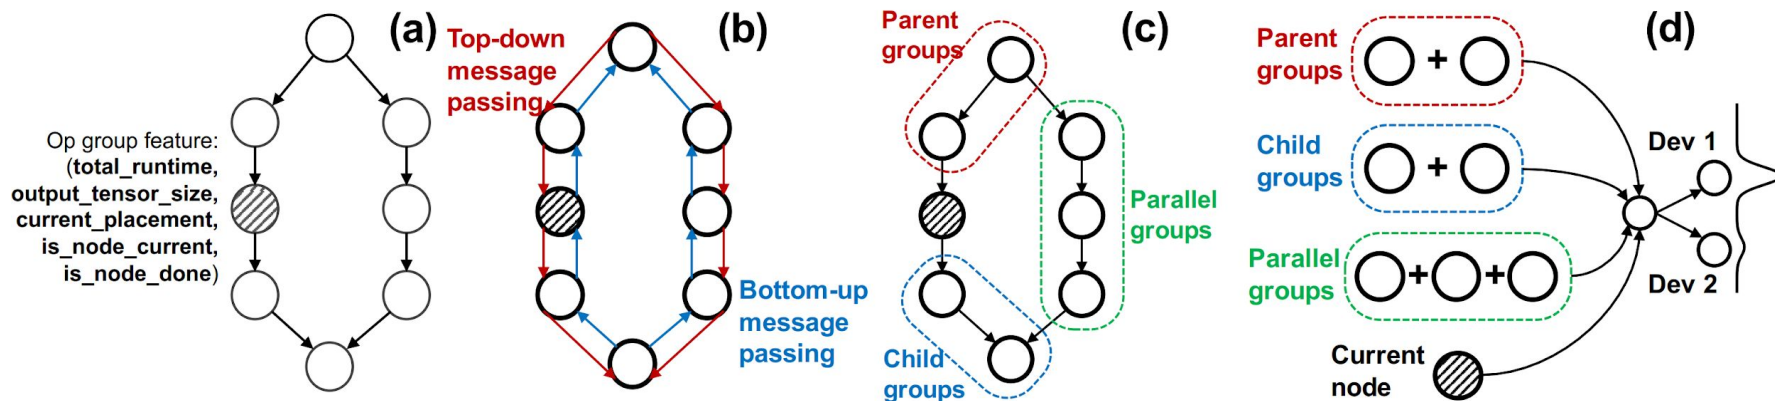 (a)
Op group feature:
(total_runtime,
output_tensor_size,
current_placement,
is_node_current,
is_node_done)
(b)
Top-down
message
passing
Bottom-up
message
passing
(c)
Parent
groups
Parallel
groups
Child
groups
(d)
Parent
groups
+
Child
groups
+
Parallel
groups
+ +
Current
node
Dev 1
Dev 2